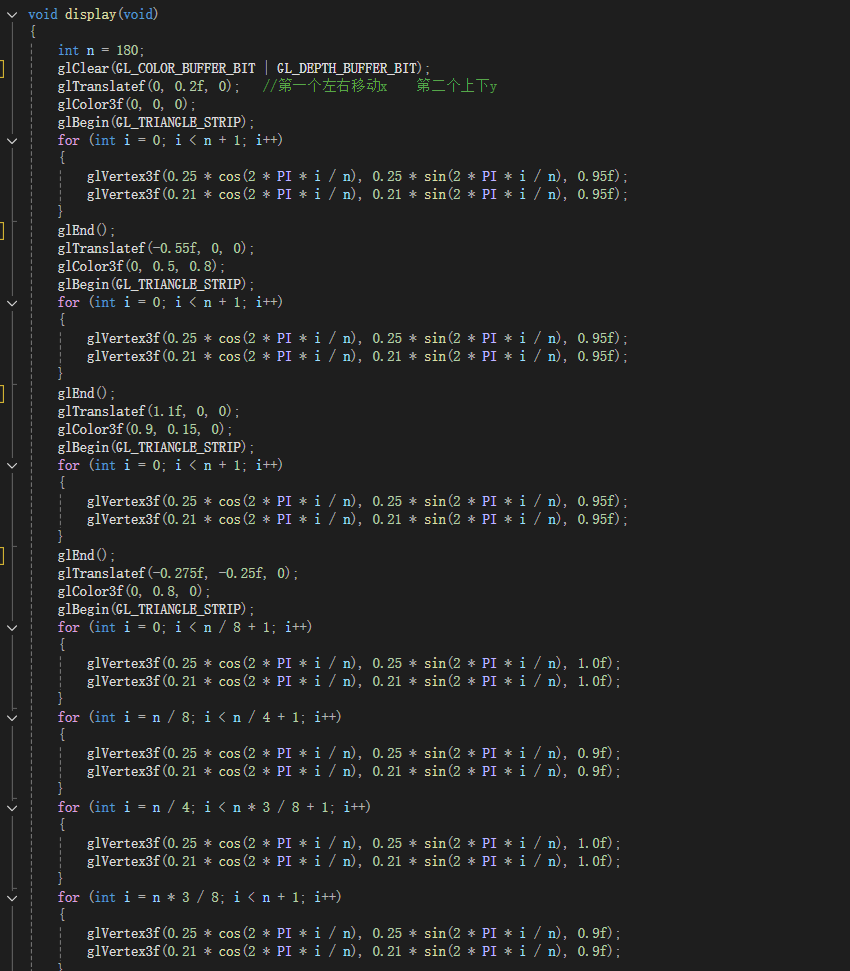 void display(void)
{
int n = 180;
glClear(GL_COLOR_BUFFER_BIT | GL_DEPTH_BUFFER_BIT);
glTranslatef(0, 0.2f, 0);   //第一个左右移动x    第二个上下y
glColor3f(0, 0, 0);
glBegin(GL_TRIANGLE_STRIP);
for (int i = 0; i < n + 1; i++)
{
glVertex3f(0.25 * cos(2 * PI * i / n), 0.25 * sin(2 * PI * i / n), 0.95f);
glVertex3f(0.21 * cos(2 * PI * i / n), 0.21 * sin(2 * PI * i / n), 0.95f);
}
glEnd();
glTranslatef(-0.55f, 0, 0);
glColor3f(0, 0.5, 0.8);
glBegin(GL_TRIANGLE_STRIP);
for (int i = 0; i < n + 1; i++)
{
glVertex3f(0.25 * cos(2 * PI * i / n), 0.25 * sin(2 * PI * i / n), 0.95f);
glVertex3f(0.21 * cos(2 * PI * i / n), 0.21 * sin(2 * PI * i / n), 0.95f);
}
glEnd();
glTranslatef(1.1f, 0, 0);
glColor3f(0.9, 0.15, 0);
glBegin(GL_TRIANGLE_STRIP);
for (int i = 0; i < n + 1; i++)
{
glVertex3f(0.25 * cos(2 * PI * i / n), 0.25 * sin(2 * PI * i / n), 0.95f);
glVertex3f(0.21 * cos(2 * PI * i / n), 0.21 * sin(2 * PI * i / n), 0.95f);
}
glEnd();
glTranslatef(-0.275f, -0.25f, 0);
glColor3f(0, 0.8, 0);
glBegin(GL_TRIANGLE_STRIP);
for (int i = 0; i < n / 8 + 1; i++)
{
glVertex3f(0.25 * cos(2 * PI * i / n), 0.25 * sin(2 * PI * i / n), 1.0f);
glVertex3f(0.21 * cos(2 * PI * i / n), 0.21 * sin(2 * PI * i / n), 1.0f);
}
for (int i = n / 8; i < n / 4 + 1; i++)
{
glVertex3f(0.25 * cos(2 * PI * i / n), 0.25 * sin(2 * PI * i / n), 0.9f);
glVertex3f(0.21 * cos(2 * PI * i / n), 0.21 * sin(2 * PI * i / n), 0.9f);
}
for (int i = n / 4; i < n * 3 / 8 + 1; i++)
{
glVertex3f(0.25 * cos(2 * PI * i / n), 0.25 * sin(2 * PI * i / n), 1.0f);
glVertex3f(0.21 * cos(2 * PI * i / n), 0.21 * sin(2 * PI * i / n), 1.0f);
}
for (int i = n * 3 / 8; i < n + 1; i++)
{
glVertex3f(0.25 * cos(2 * PI * i / n), 0.25 * sin(2 * PI * i / n), 0.9f);
glVertex3f(0.21 * cos(2 * PI * i / n), 0.21 * sin(2 * PI * i / n), 0.9f);
}